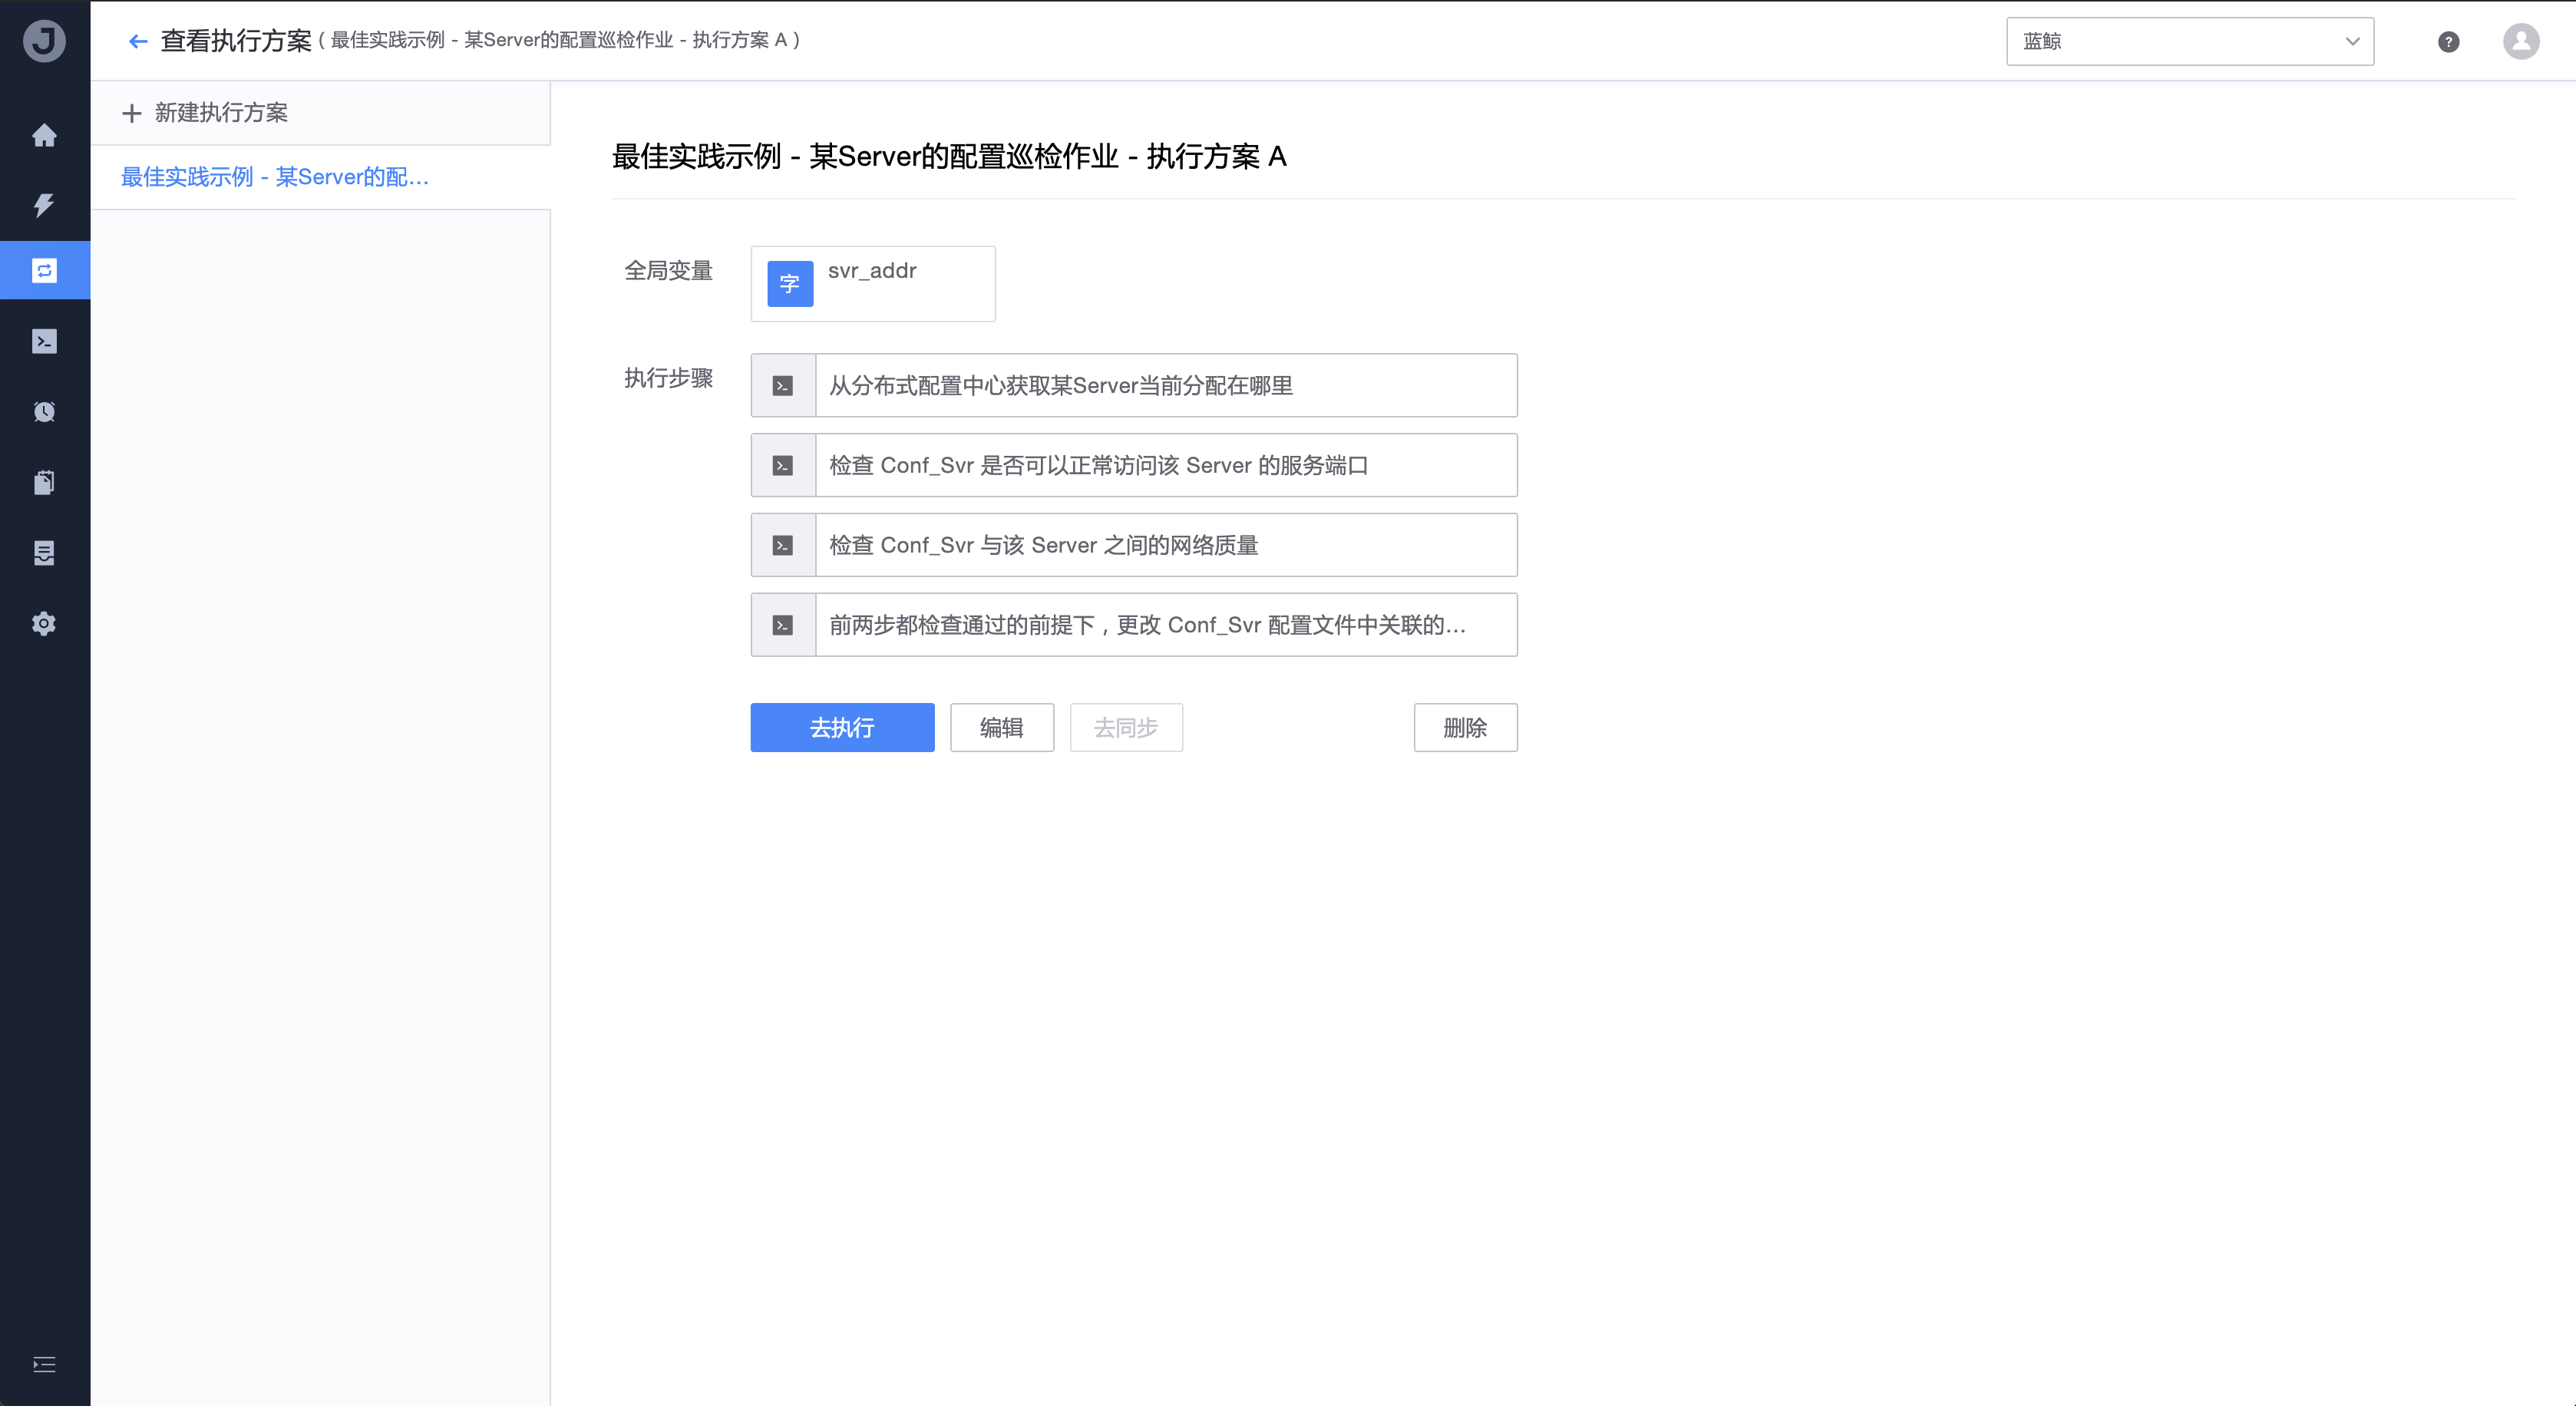 J
查看执行方案 ( 最佳实践示例 - 某Server的配置巡检作业 - 执行方案 A )
蓝鲸
?
新建执行方案
最佳实践示例 - 某Server的配...
最佳实践示例 - 某Server的配置巡检作业 - 执行方案 A
全局变量
字
svr_addr
执行步骤
从分布式配置中心获取某Server当前分配在哪里
检查 Conf_Svr 是否可以正常访问该 Server 的服务端口
检查 Conf_Svr 与该 Server 之间的网络质量
前两步都检查通过的前提下，更改 Conf_Svr 配置文件中关联的...
去执行
编辑
去同步
删除